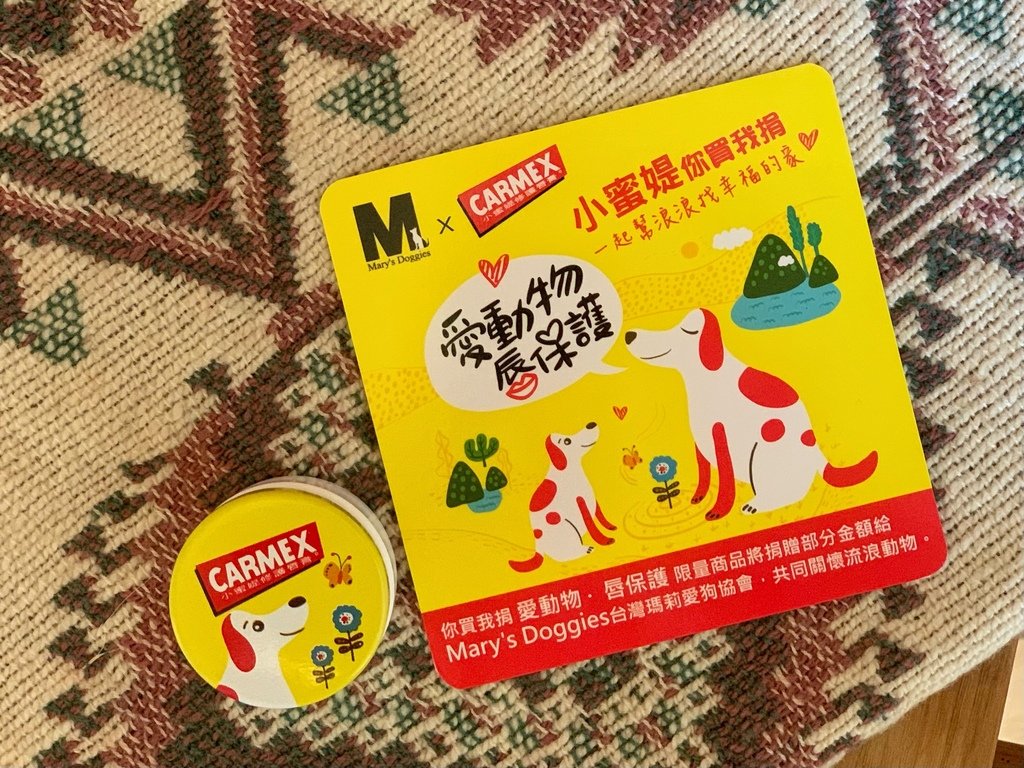 M
Mary's Doggies
×
CARMEX
小蜜媞修護唇膏
小蜜媞你買我捐
一起幫浪浪找幸福的家
愛動物
唇保護
你買我捐 愛動物．唇保護 限量商品將捐贈部分金額給
Mary's Doggies台灣瑪莉愛狗協會．共同關懷流浪動物。
CARMEX
小蜜媞修護唇膏